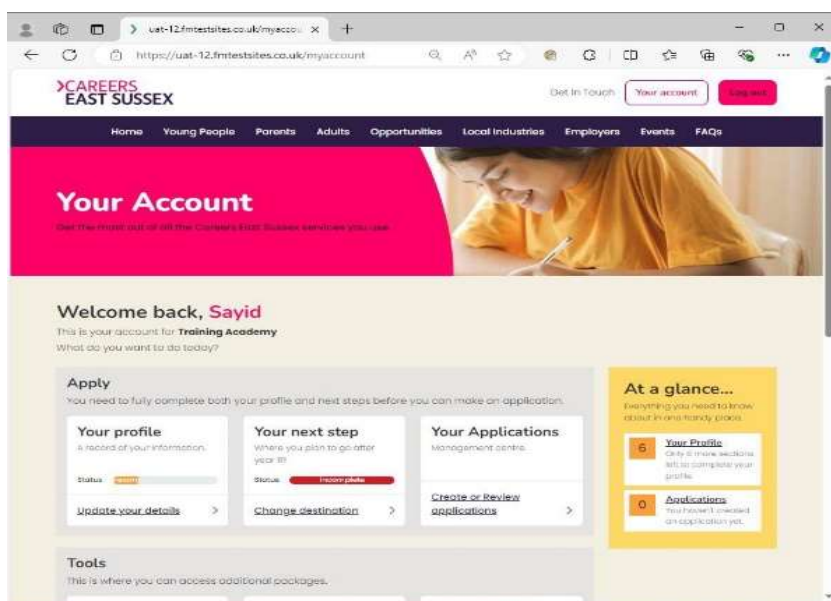 uat-12.fmtestsites.co.uk/myaccou
https://uat-12.fmtestsites.co.uk/myaccount
CAREERS
EAST SUSSEX
Get In Touch
Your account
Log out
Home Young People Parents Adults Opportunities Local Industries Employers Events FAQs
Your Account
Get the most out of all the Careers East Sussex services you use
Welcome back, Sayid
This is your account for Training Academy
What do you want to do today?
Apply
You need to fully complete both your profile and next steps before you can make an application.
Your profile
A record of your information.
Status
Update your details
Your next step
Where you plan to go after
year
Status Incomplete
Change destination
Your Applications
Management centre.
Create or Review
applications
At a glance...
Everything you need to know
about in one handy place.
6 Your Profile
Only 6 more sections
left to complete your
profile.
0 Applications
You haven't created
an application yet.
Tools
This is where you can access additional packages.